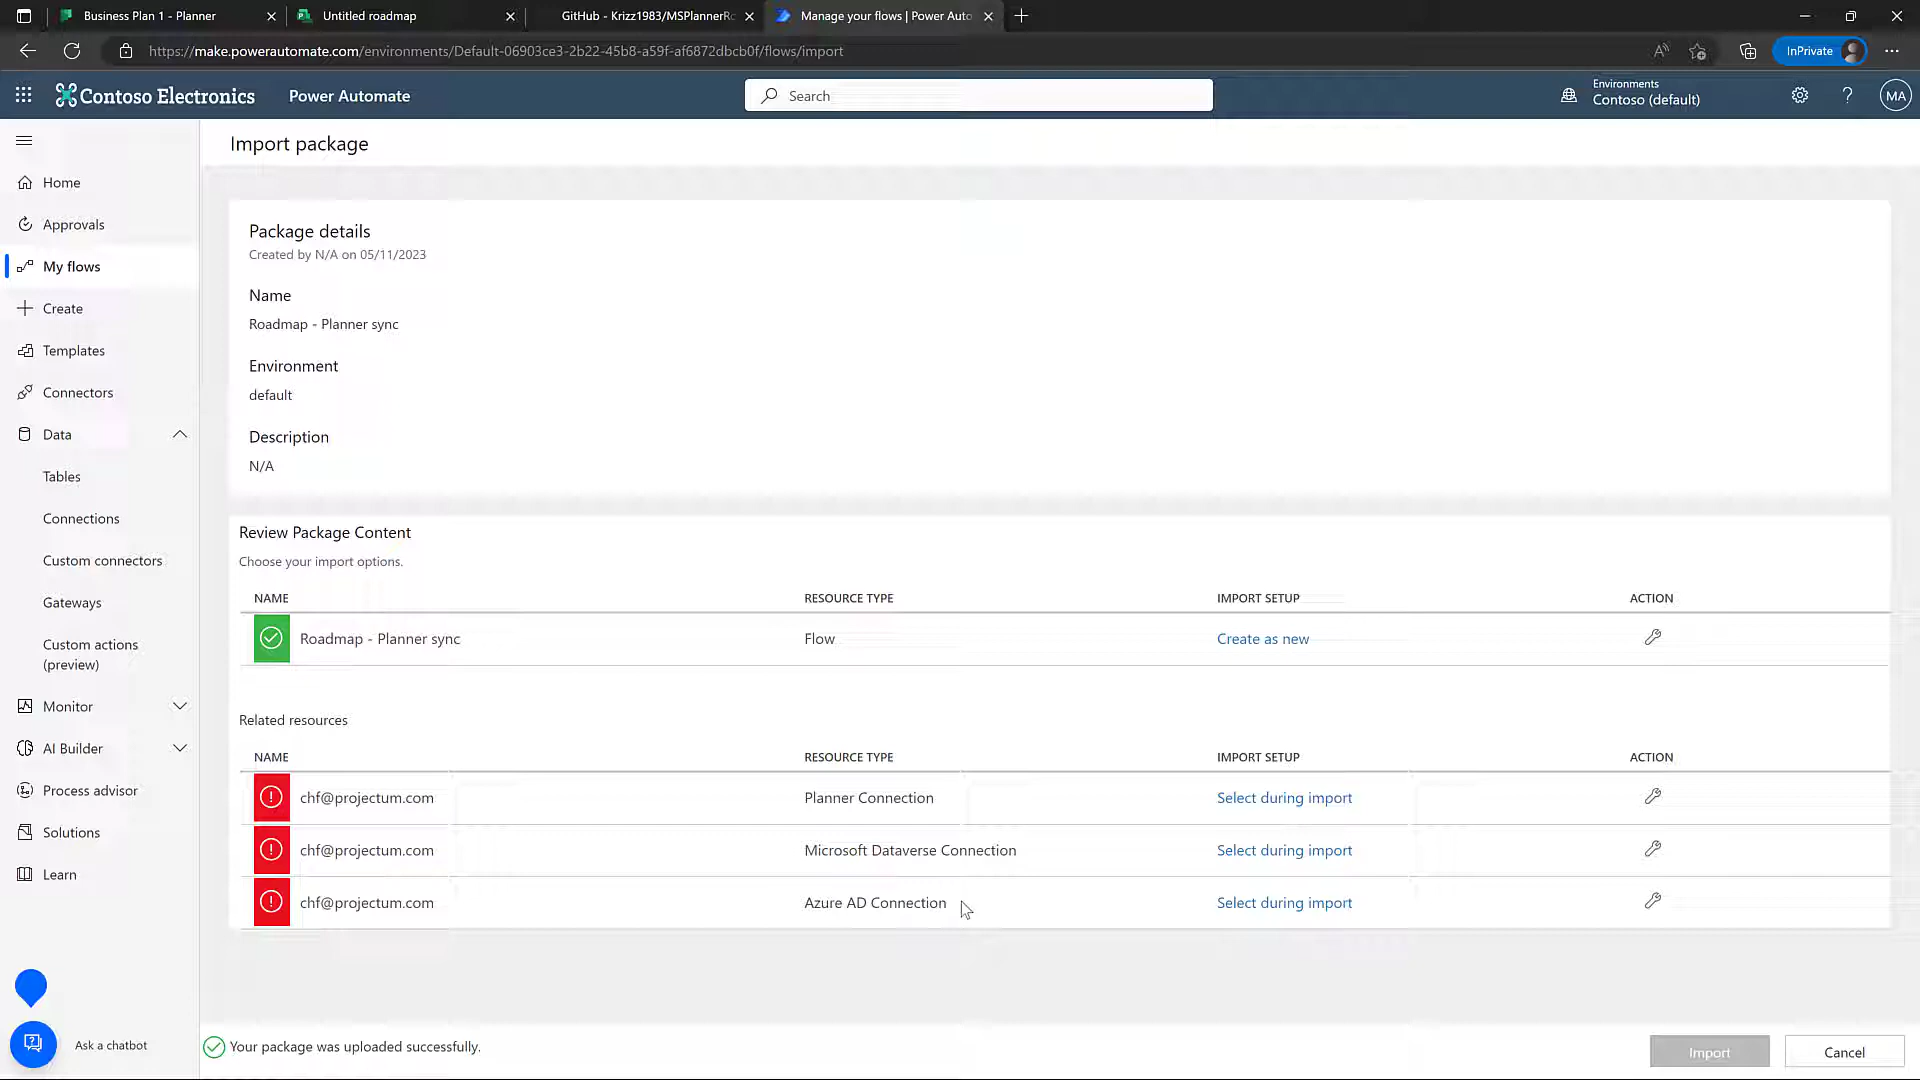 Business Plan 1 - Planner
Untitled roadmap
GitHub - Krizz1983/MSPlannerRo
Manage your flows | Power Auto
https://make.powerautomate.com/environments/Default-06903ce3-2b22-45b8-a59f-af6872dbcb0f/flows/import
InPrivate
Contoso Electronics
Power Automate
Search
Environments
Contoso (default)
MA
Home
Approvals
My flows
Create
Templates
Connectors
Data
Tables
Connections
Custom connectors
Gateways
Custom actions
(preview)
Monitor
AI Builder
Process advisor
Solutions
Learn
Ask a chatbot
Import package
Package details
Created by N/A on 05/11/2023
Name
Roadmap - Planner sync
Environment
default
Description
N/A
Review Package Content
Choose your import options.
NAME RESOURCE TYPE IMPORT SETUP ACTION
Roadmap - Planner sync Flow Create as new
Related resources
NAME RESOURCE TYPE IMPORT SETUP ACTION
chf@projectum.com Planner Connection Select during import
chf@projectum.com Microsoft Dataverse Connection Select during import
chf@projectum.com Azure AD Connection Select during import
Your package was uploaded successfully.
Import
Cancel